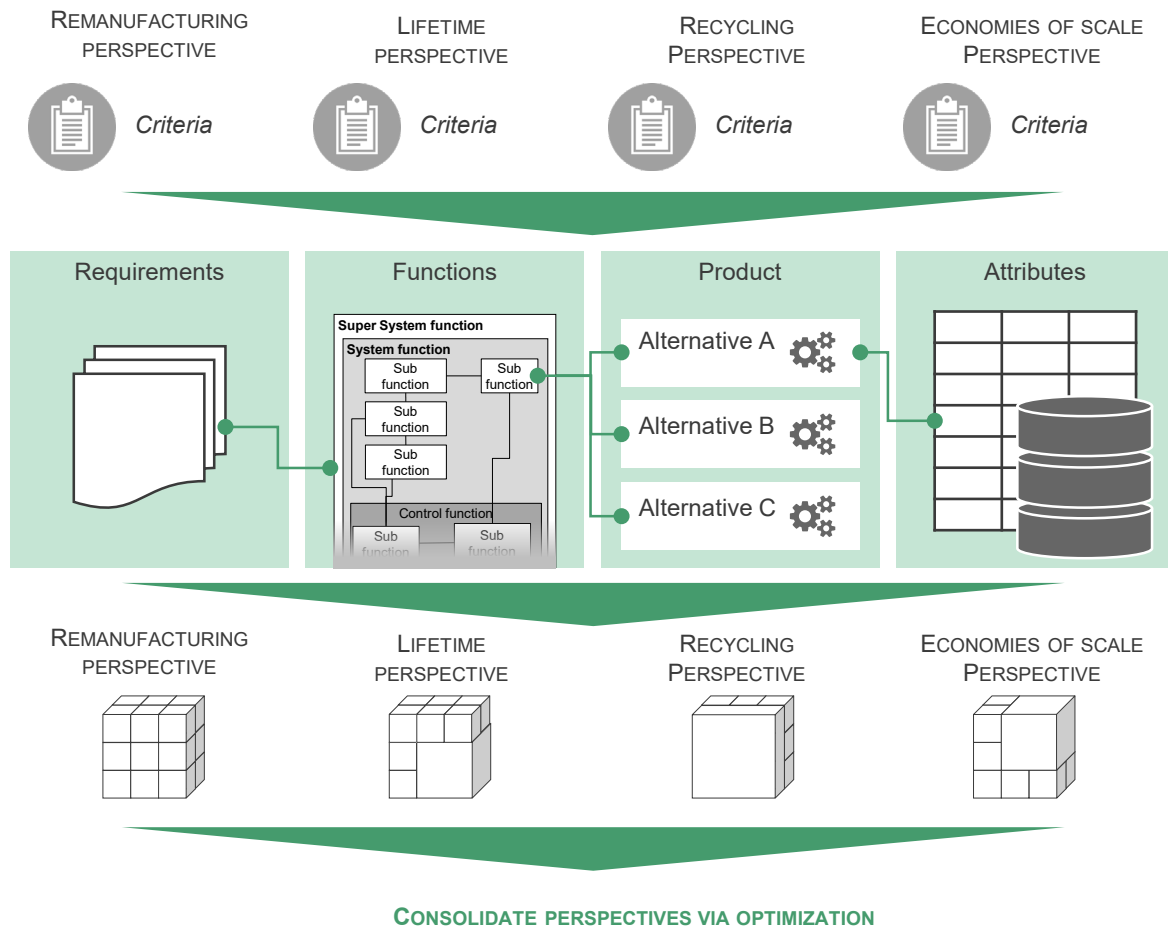 REMANUFACTURING
PERSPECTIVE
LIFETIME
PERSPECTIVE
RECYCLING
PERSPECTIVE
ECONOMIES OF SCALE
PERSPECTIVE
Criteria
Criteria
Criteria
Criteria
Requirements
Functions
Product
Attributes
Super System function
System function
Sub
function
Sub
function
Sub
function
Sub
function
Control function
Sub
function
Sub
function
Alternative A
Alternative B
Alternative C
REMANUFACTURING
PERSPECTIVE
LIFETIME
PERSPECTIVE
RECYCLING
PERSPECTIVE
ECONOMIES OF SCALE
PERSPECTIVE
CONSOLIDATE PERSPECTIVES VIA OPTIMIZATION